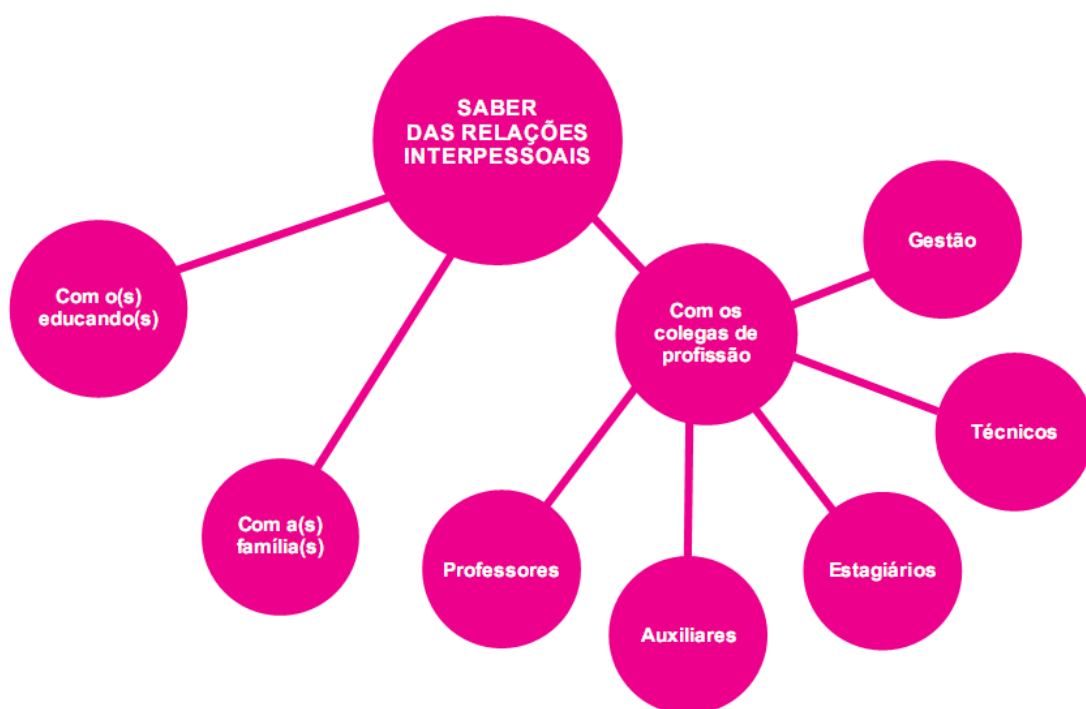 SABER
DAS RELAÇÕES
INTERPESSOAIS
Com o(s)
educando(s)
Com a(s)
família(s)
Com os
colegas de
profissão
Gestão
Técnicos
Estagiários
Auxiliares
Professores